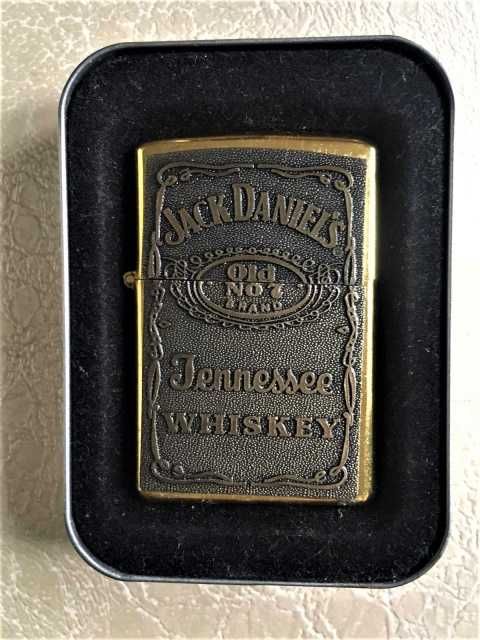 JACK DANIEL'S
Old
NO 7
BRAND
Tennessee
WHISKEY